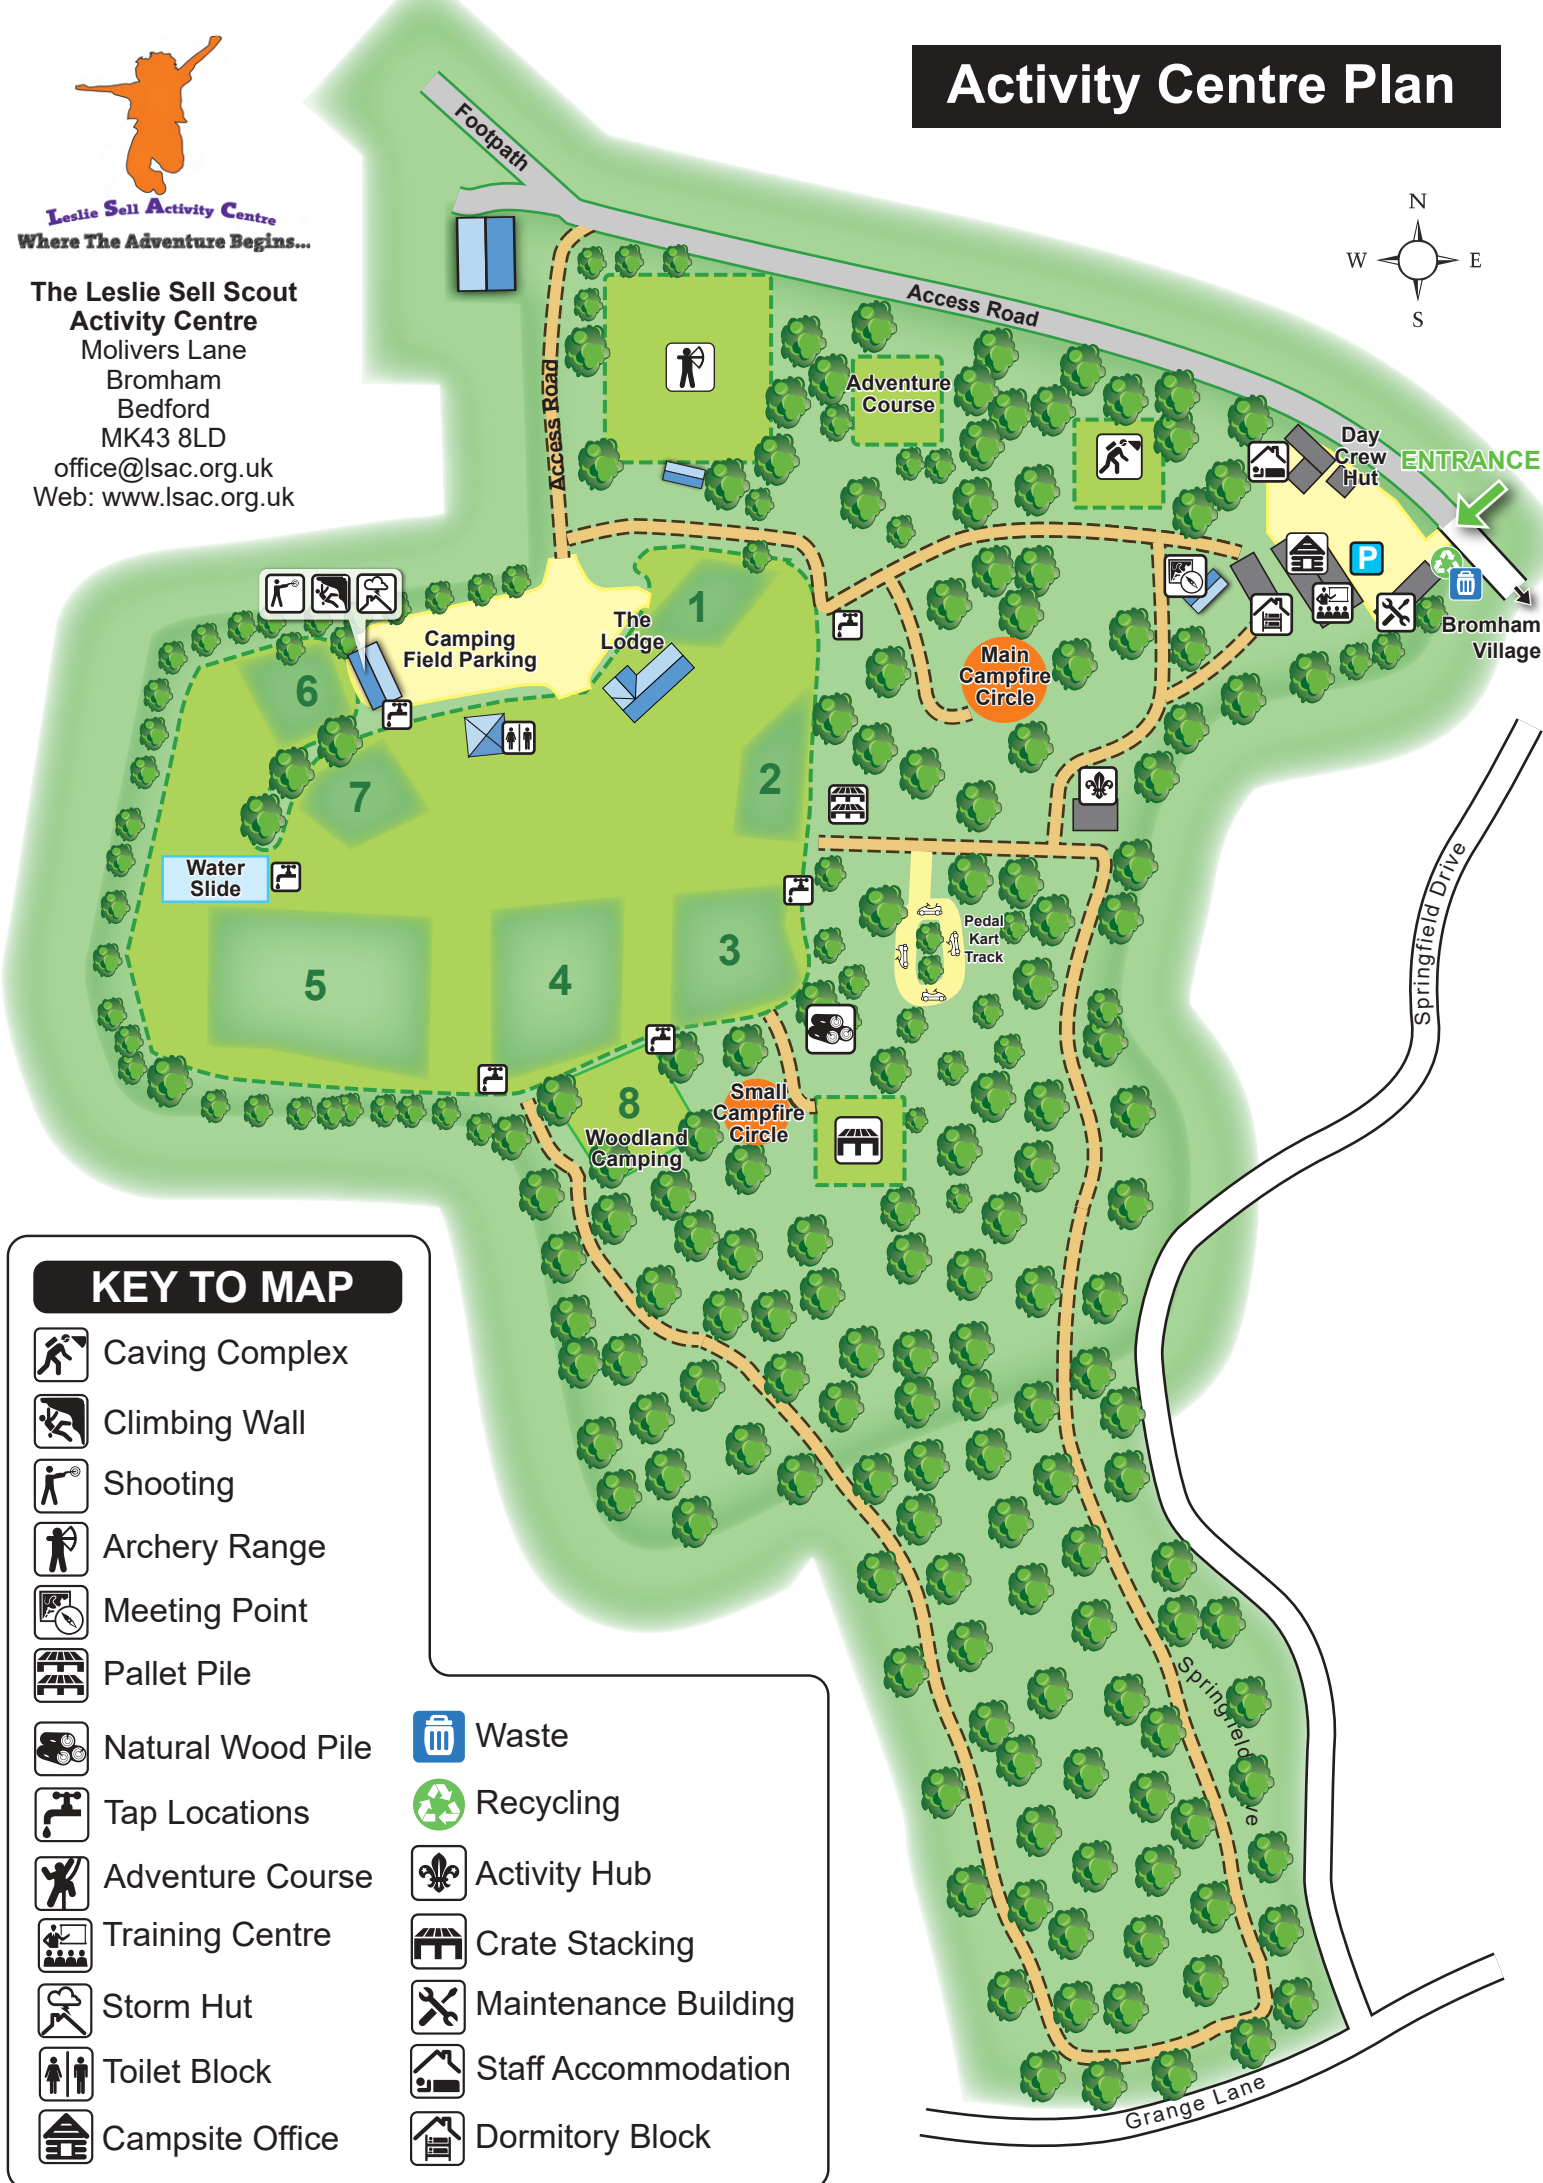 Activity Centre Plan
Leslie Sell Activity Centre
Where The Adventure Begins...
The Leslie Sell Scout
Activity Centre
Molivers Lane
Bromham
Bedford
MK43 8LD
office@lsac.org.uk
Web: www.lsac.org.uk
Footpath
Access Road
N
W
E
S
Access Road
Adventure
Course
Day
Crew
Hut
ENTRANCE
P
Bromham
Village
Camping
Field Parking
The
Lodge
1
Main
Campfire
Circle
6
2
7
Water
Slide
Pedal
Kart
Track
3
4
5
8
Woodland
Camping
Small
Campfire
Circle
Springfield Drive
Springfield
ve
Grange Lane
KEY TO MAP
Caving Complex
Climbing Wall
Shooting
Archery Range
Meeting Point
Pallet Pile
Natural Wood Pile
Tap Locations
Adventure Course
Training Centre
Storm Hut
Toilet Block
Campsite Office
Waste
Recycling
Activity Hub
Crate Stacking
Maintenance Building
Staff Accommodation
Dormitory Block